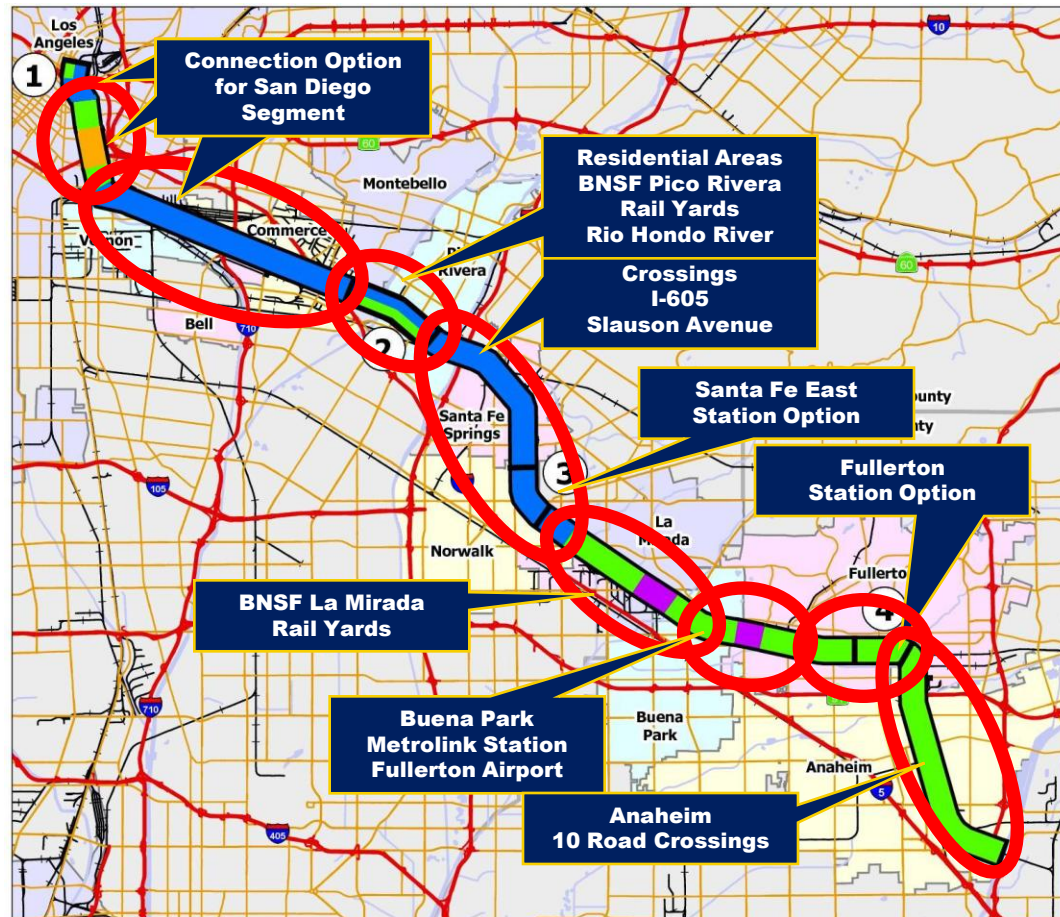 Los
Angeles
10
1
Connection Option
for San Diego
Segment
60
Montebello
Residential Areas
BNSF Pico Rivera
Rail Yards
Rio Hondo River
Vernon
Commerce
Rivera
60
Crossings
I-605
Slauson Avenue
Bell
710
2
Santa Fe
Springs
Santa Fe East
Station Option
ounty
105
3
Fullerton
Station Option
La
Mirada
Norwalk
BNSF La Mirada
Rail Yards
Fullerto
4
710
Buena Park
Metrolink Station
Fullerton Airport
Buena
Park
Anaheim
5
405
Anaheim
10 Road Crossings